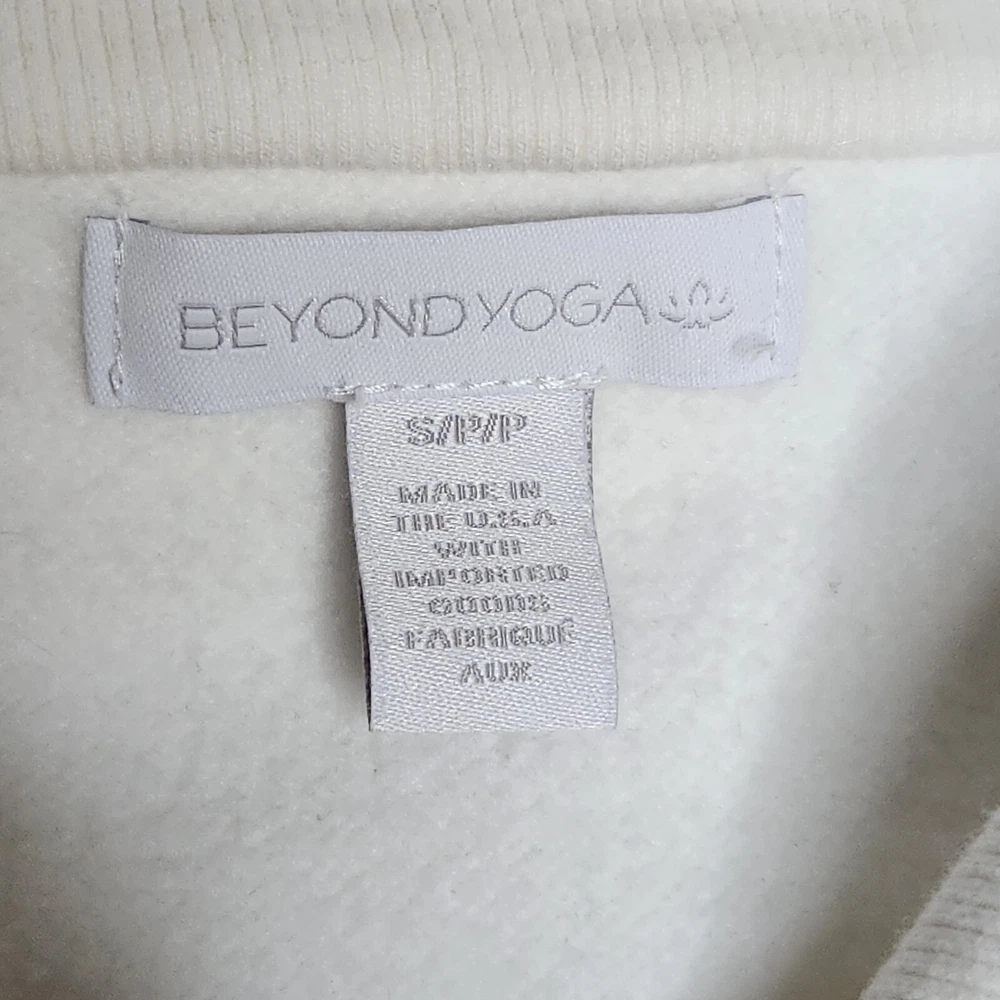 BEYOND YOGA
S/P/P
MADE IN
THE U.S.A
WITH
IMPORTED
GOODS
FABRIQUÉ
AUX